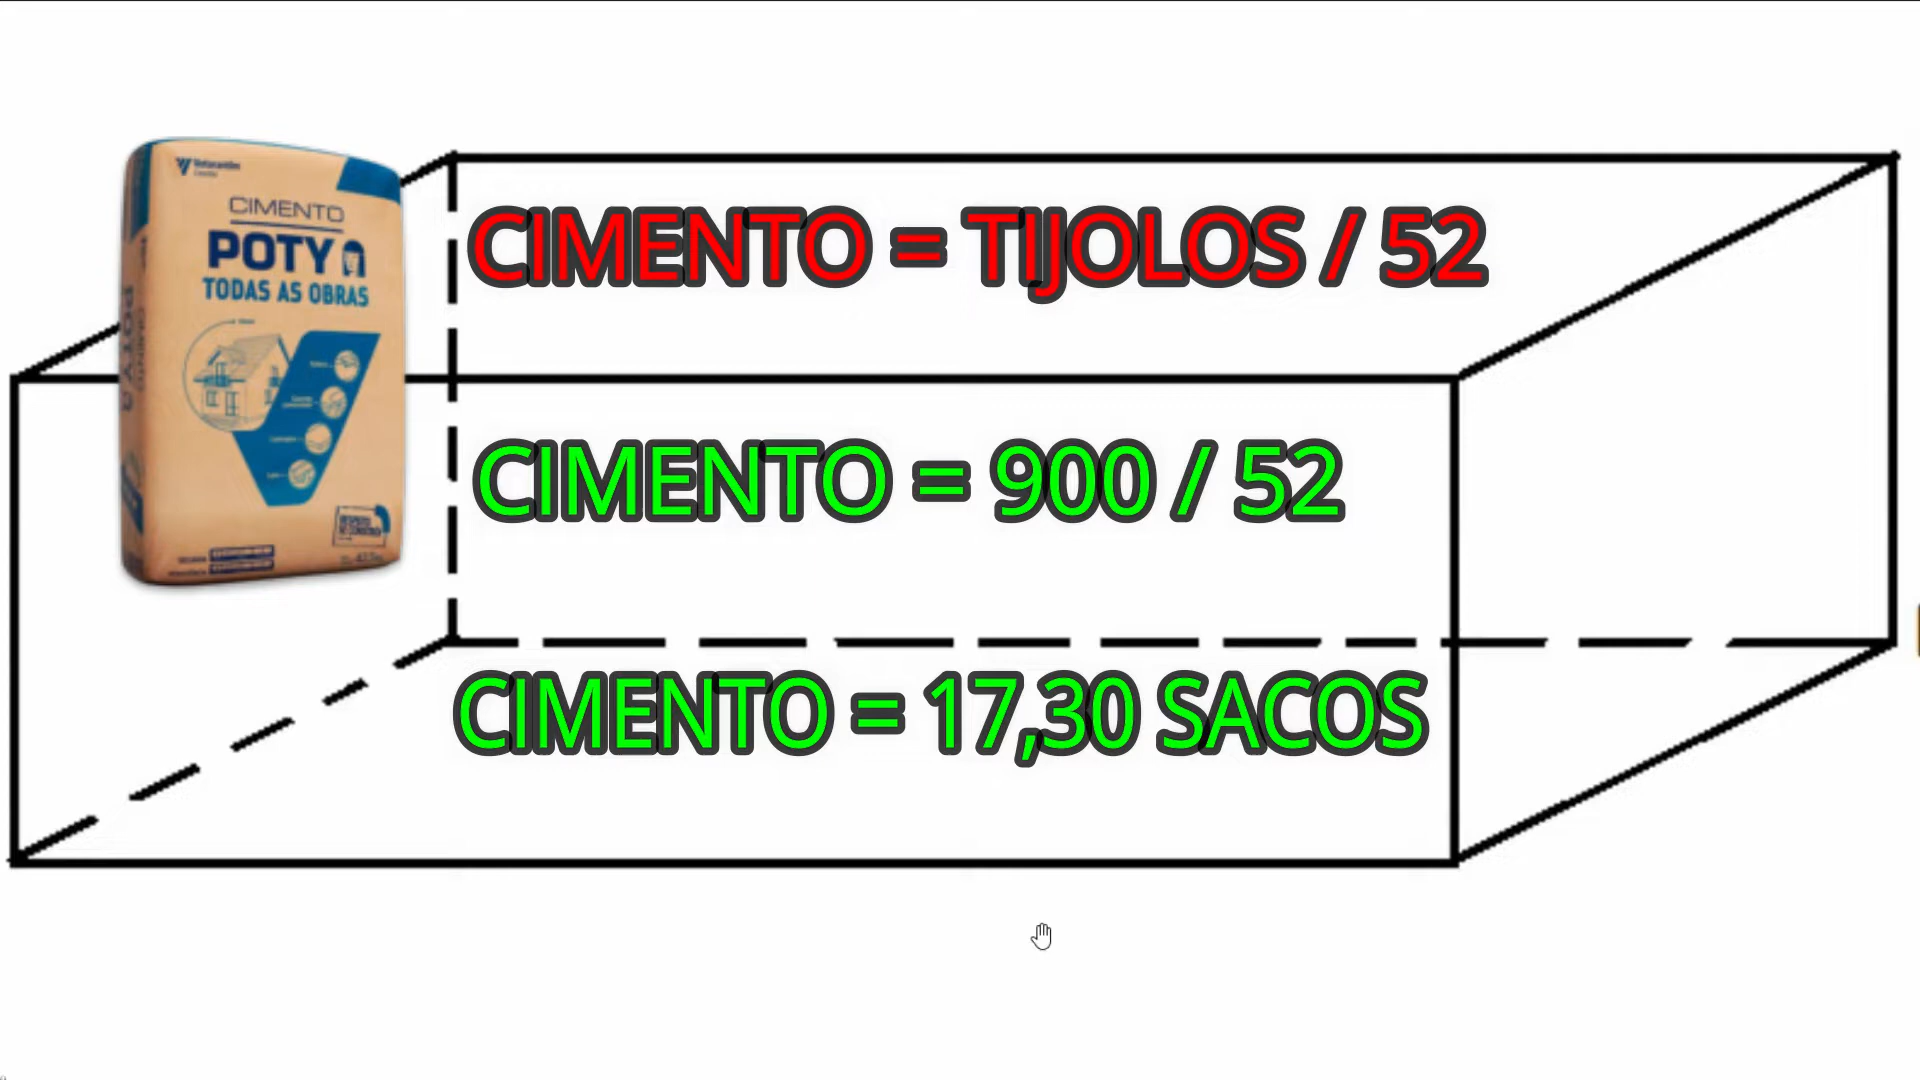 CIMENTO
POTY
TODAS AS OBRAS
CIMENTO = TIJOLOS / 52
CIMENTO = 900 / 52
CIMENTO = 17,30 SACOS